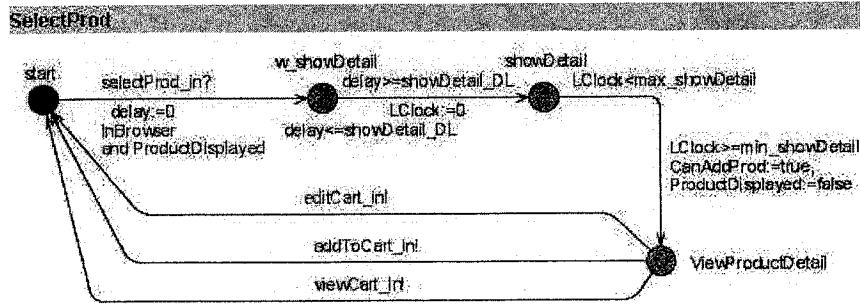 SelectProd
start
selectProd_in?
delay:=0
InBrowser
and ProductDisplayed
w_showDetail
delay>=showDetail_DL
LClock:=0
delay<=showDetail_DL
showDetail
LClock<max_showDetail
LClock>=min_showDetail
CanAddProd:=true,
ProductDisplayed:=false
editCart_in!
addToCart_in!
viewCart_in!
ViewProductDetail